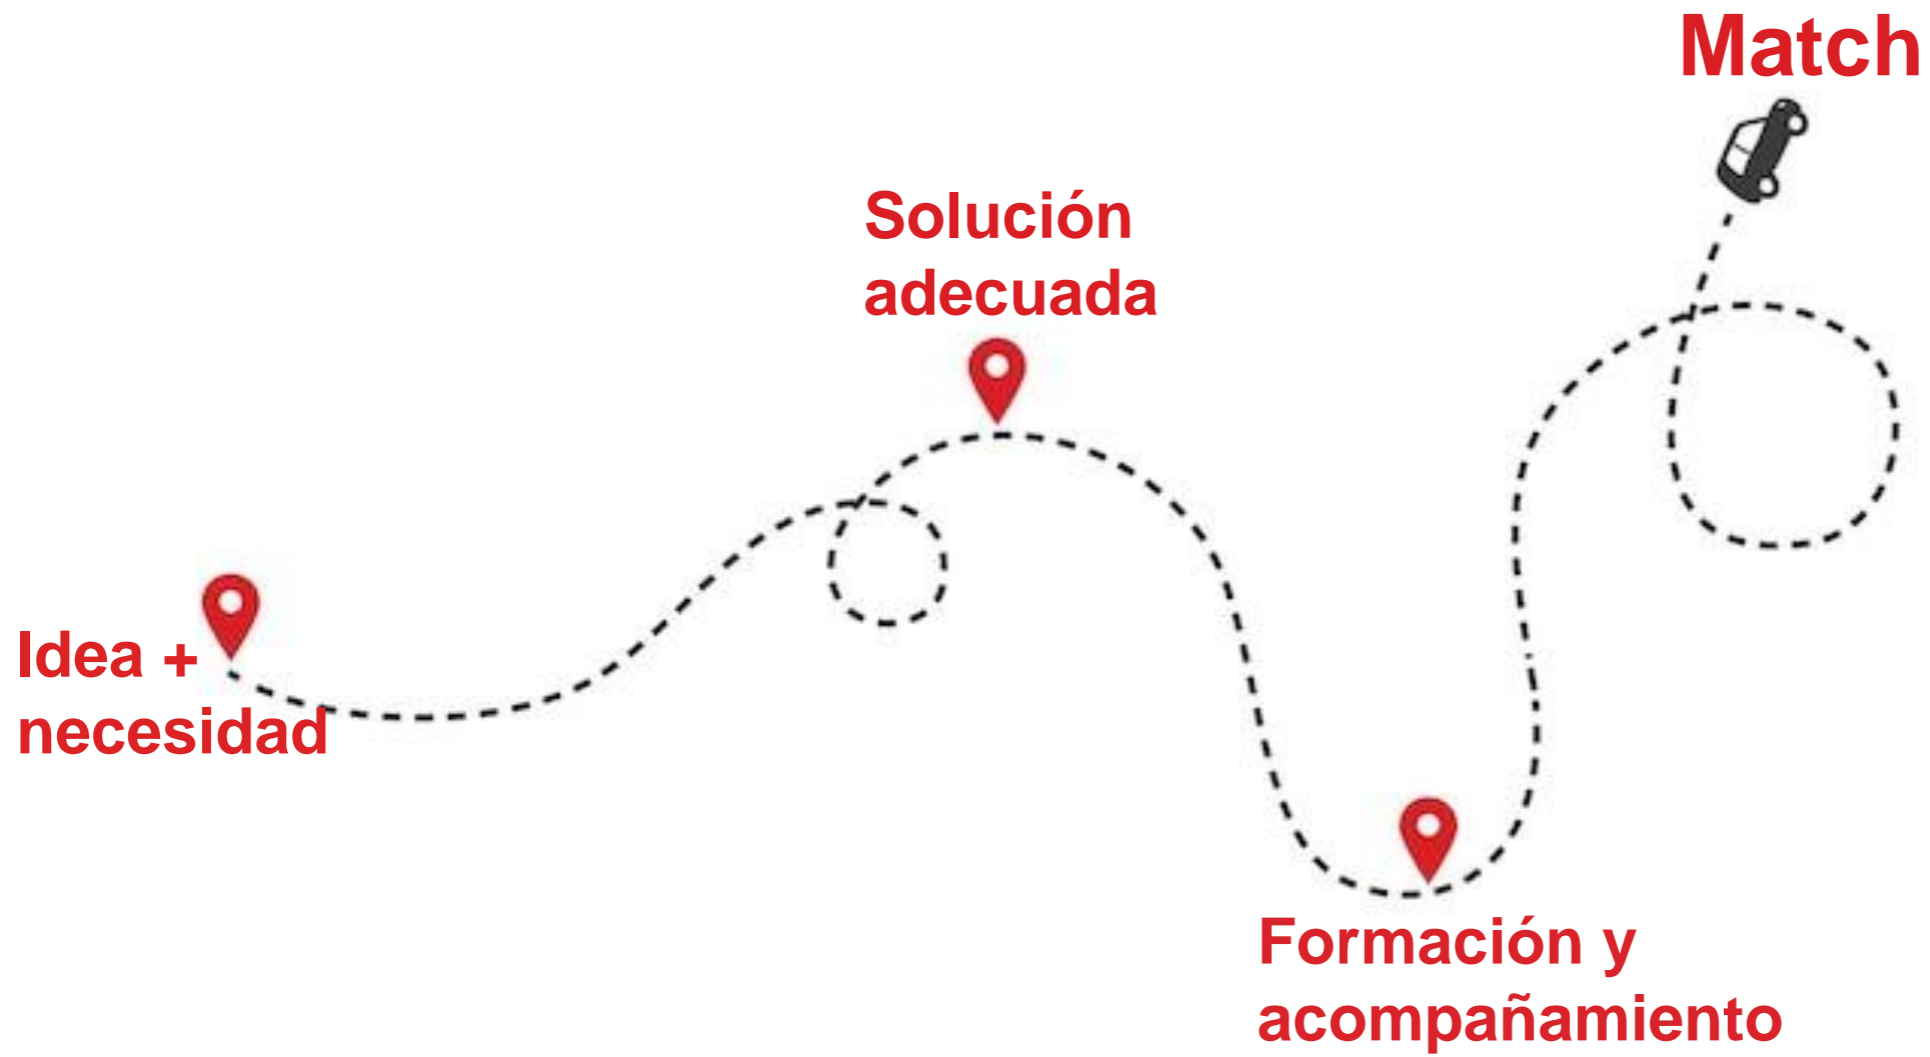 Match
Solución
adecuada
Idea +
necesidad
Formación y
acompañamiento